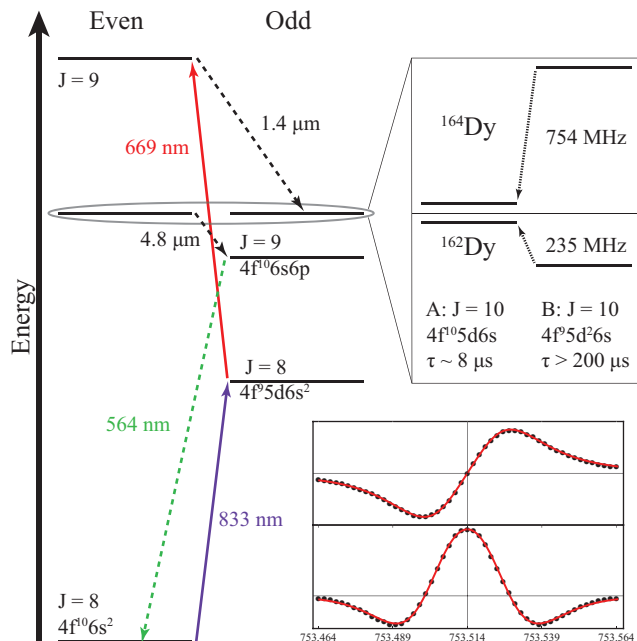 Even
Odd
Energy
J = 9
1.4 μm
669 nm
4.8 μm
J = 9
4f¹⁰6s6p
J = 8
4f⁹5d6s²
564 nm
833 nm
J = 8
4f¹⁰6s²
¹⁶⁴Dy
754 MHz
¹⁶²Dy
235 MHz
A: J = 10
4f¹⁰5d6s
τ ~ 8 μs
B: J = 10
4f⁹5d²6s
τ > 200 μs
753.464
753.489
753.514
753.539
753.564